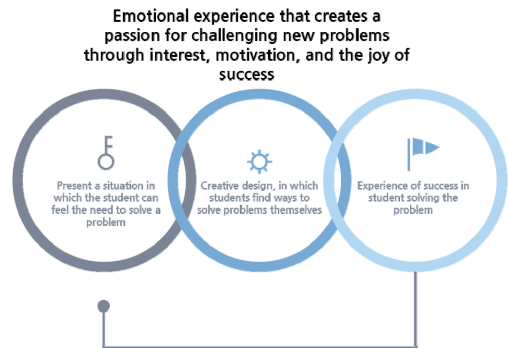 Emotional experience that creates a
passion for challenging new problems
through interest, motivation, and the joy of
success
Present a situation in
which the student can
feel the need to solve a
problem
Creative design, in which
students find ways to
solve problems themselves
Experience of success in
student solving the
problem